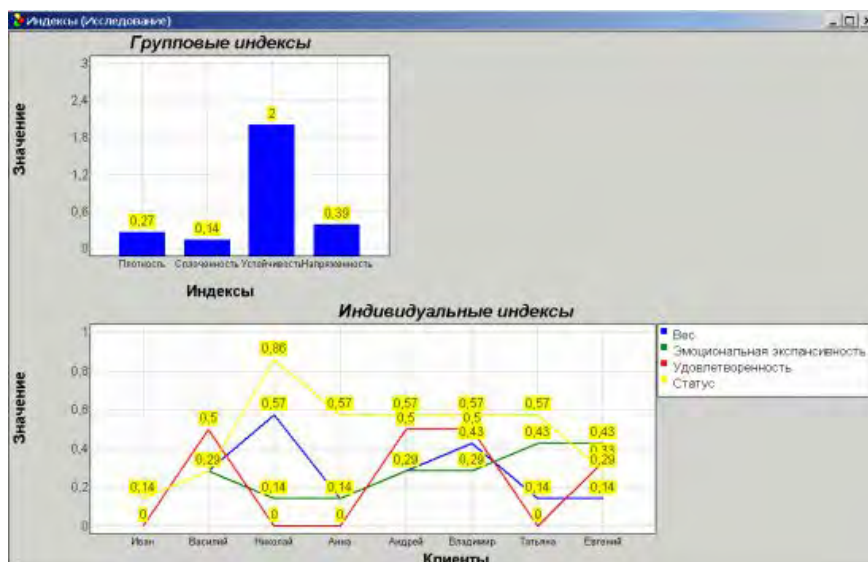 Индексы (Исследование)
Групповые индексы
Значение
3
2,4
1,8
1,2
0,6
0
0,27
0,14
2
0,39
Плотность Сплоченность Устойчивость Напряженность
Индексы
Индивидуальные индексы
Значение
1
0,8
0,6
0,4
0,2
0
0,86
0,57 0,57 0,57 0,57 0,57
0,5 0,5 0,5
0,43 0,43 0,43
0,33
0,29 0,29 0,29 0,29
0,14 0,14 0,14 0,14 0,14
0 0 0 0
Иван Василий Николай Анна Андрей Владимир Татьяна Евгений
Клиенты
Вес
Эмоциональная экспансивность
Удовлетворенность
Статус